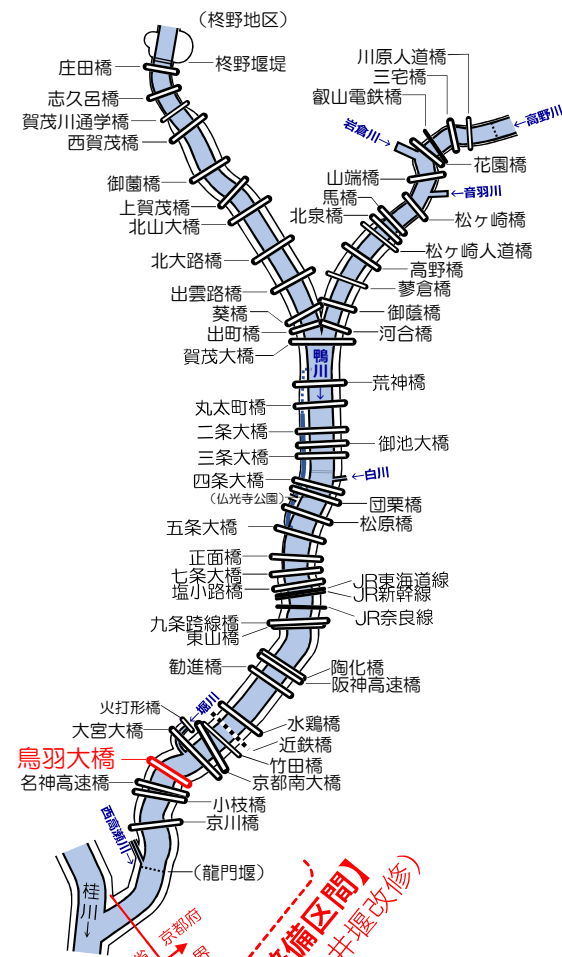 (柊野地区)
庄田橋
柊野堰堤
志久呂橋
賀茂川通学橋
西賀茂橋
御薗橋
上賀茂橋
北山大橋
北大路橋
出雲路橋
葵橋
出町橋
賀茂大橋
川原人道橋
三宅橋
叡山電鉄橋
←高野川
岩倉川→
花園橋
山端橋
←音羽川
馬橋
北泉橋
松ヶ崎橋
松ヶ崎人道橋
高野橋
蓼倉橋
御蔭橋
河合橋
鴨川→
荒神橋
丸太町橋
二条大橋
御池大橋
三条大橋
四条大橋
←白川
(仏光寺公園)
団栗橋
松原橋
五条大橋
正面橋
七条大橋
塩小路橋
JR東海道線
JR新幹線
JR奈良線
九条跨線橋
東山橋
勧進橋
陶化橋
阪神高速橋
火打形橋
←堀川
大宮大橋
水鶏橋
近鉄橋
竹田橋
京都南大橋
鳥羽大橋
名神高速橋
小枝橋
京川橋
西高瀬川→
(龍門堰)
桂川→
京都府
界
備区間】
井堰改修)